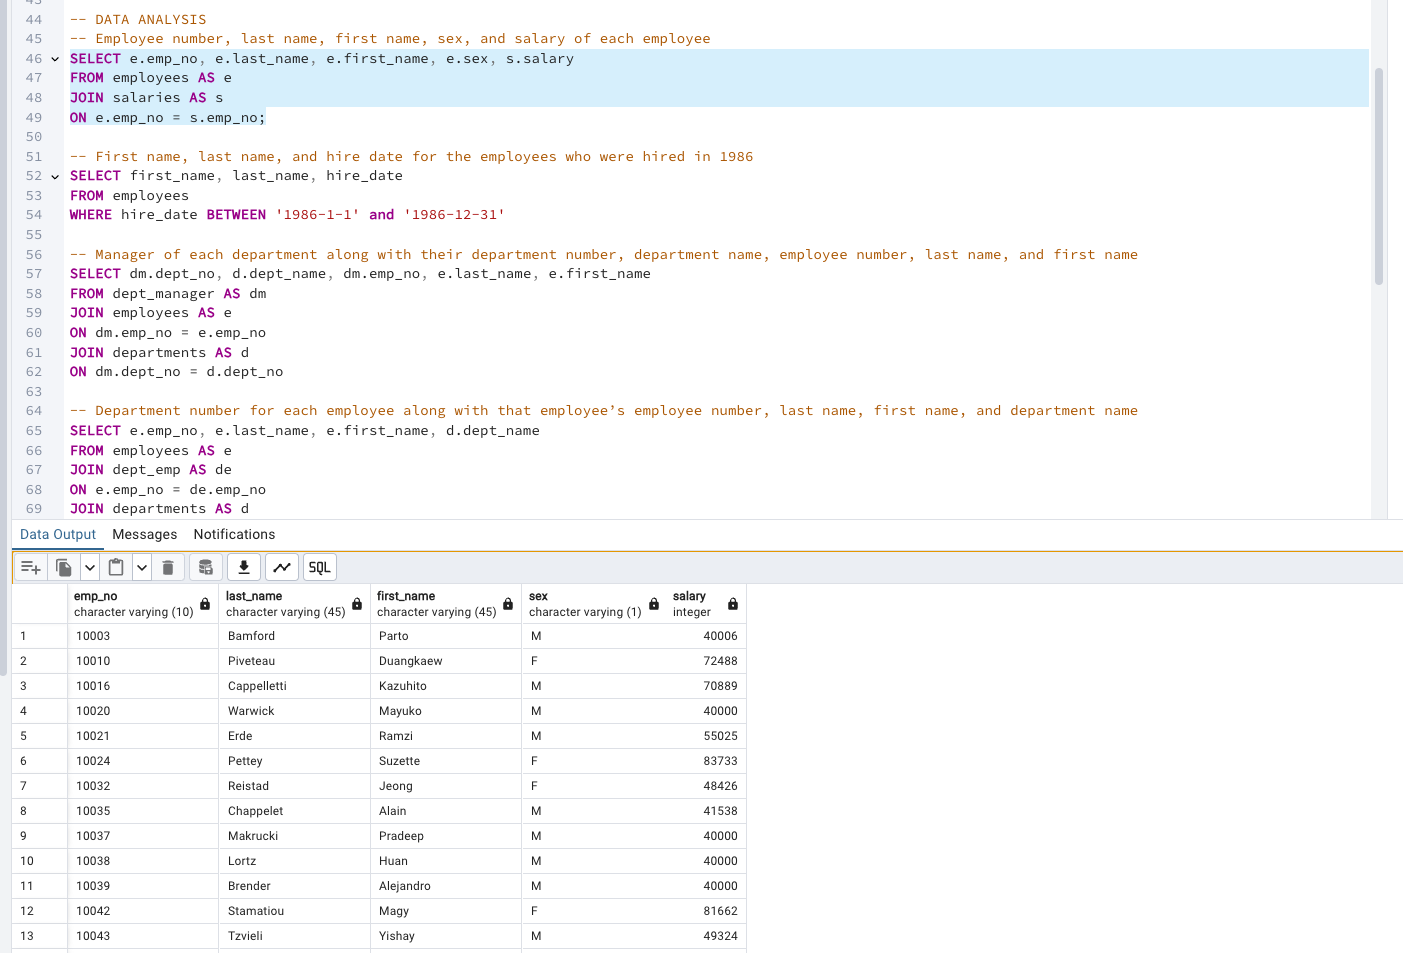 44 -- DATA ANALYSIS
45 -- Employee number, last name, first name, sex, and salary of each employee
46 SELECT e.emp_no, e.last_name, e.first_name, e.sex, s.salary
47 FROM employees AS e
48 JOIN salaries AS s
49 ON e.emp_no = s.emp_no;
50
51 -- First name, last name, and hire date for the employees who were hired in 1986
52 SELECT first_name, last_name, hire_date
53 FROM employees
54 WHERE hire_date BETWEEN '1986-1-1' and '1986-12-31'
55
56 -- Manager of each department along with their department number, department name, employee number, last name, and first name
57 SELECT dm.dept_no, d.dept_name, dm.emp_no, e.last_name, e.first_name
58 FROM dept_manager AS dm
59 JOIN employees AS e
60 ON dm.emp_no = e.emp_no
61 JOIN departments AS d
62 ON dm.dept_no = d.dept_no
63
64 -- Department number for each employee along with that employee’s employee number, last name, first name, and department name
65 SELECT e.emp_no, e.last_name, e.first_name, d.dept_name
66 FROM employees AS e
67 JOIN dept_emp AS de
68 ON e.emp_no = de.emp_no
69 JOIN departments AS d
Data Output Messages Notifications
SQL
emp_no last_name first_name sex salary
character varying (10) character varying (45) character varying (45) character varying (1) integer
1 10003 Bamford Parto M 40006
2 10010 Piveteau Duangkaew F 72488
3 10016 Cappelletti Kazuhito M 70889
4 10020 Warwick Mayuko M 40000
5 10021 Erde Ramzi M 55025
6 10024 Pettey Suzette F 83733
7 10032 Reistad Jeong F 48426
8 10035 Chappelet Alain M 41538
9 10037 Makrucki Pradeep M 40000
10 10038 Lortz Huan M 40000
11 10039 Brender Alejandro M 40000
12 10042 Stamatiou Magy F 81662
13 10043 Tzvieli Yishay M 49324